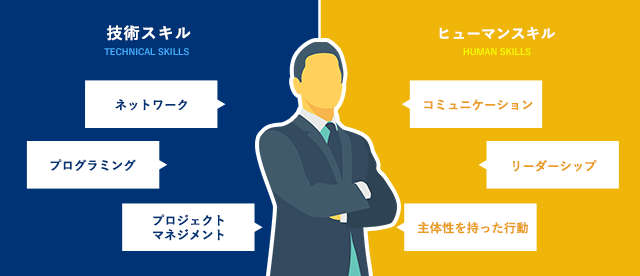 技術スキル
TECHNICAL SKILLS
ネットワーク
プログラミング
プロジェクト
マネジメント
ヒューマンスキル
HUMAN SKILLS
コミュニケーション
リーダーシップ
主体性を持った行動